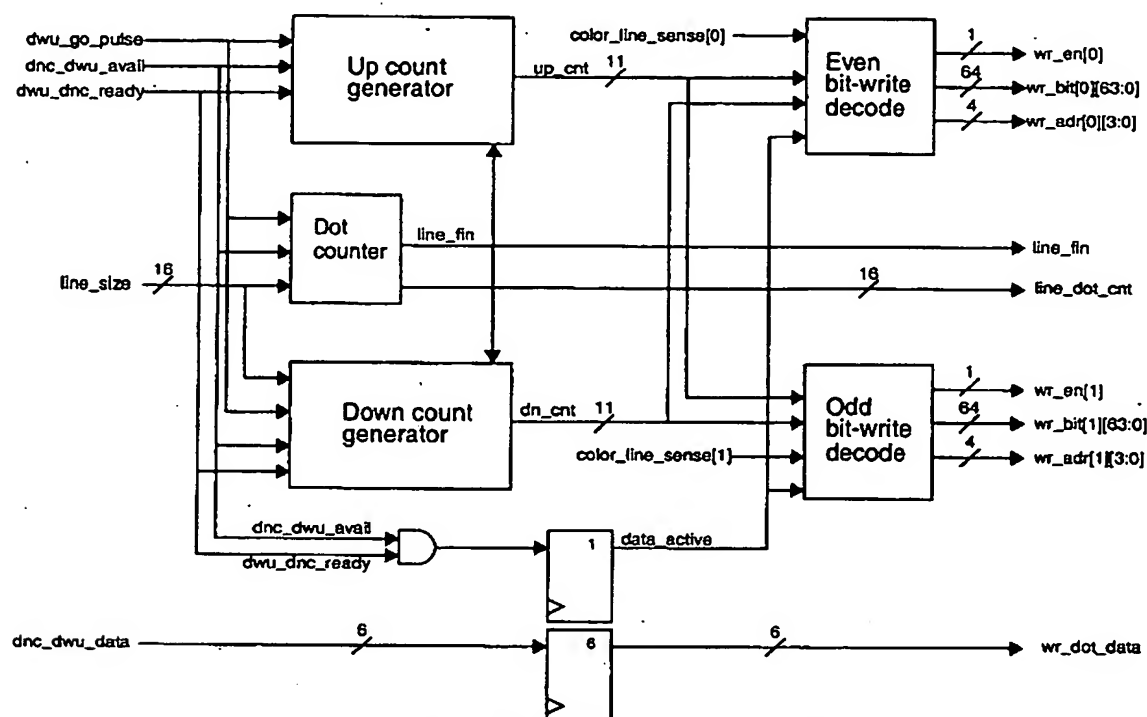 dwu_go_pulse
dnc_dwu_avail
dwu_dnc_ready
Up count
generator
up_cnt
11
color_line_sense[0]
Even
bit-write
decode
1
wr_en[0]
64
wr_bit[0][63:0]
4
wr_adr[0][3:0]
Dot
counter
line_fin
line_fin
line_size
16
16
line_dot_cnt
Down count
generator
dn_cnt
11
color_line_sense[1]
Odd
bit-write
decode
1
wr_en[1]
64
wr_bit[1][63:0]
4
wr_adr[1][3:0]
dnc_dwu_avail
dwu_dnc_ready
1
data_active
dnc_dwu_data
6
6
6
wr_dot_data